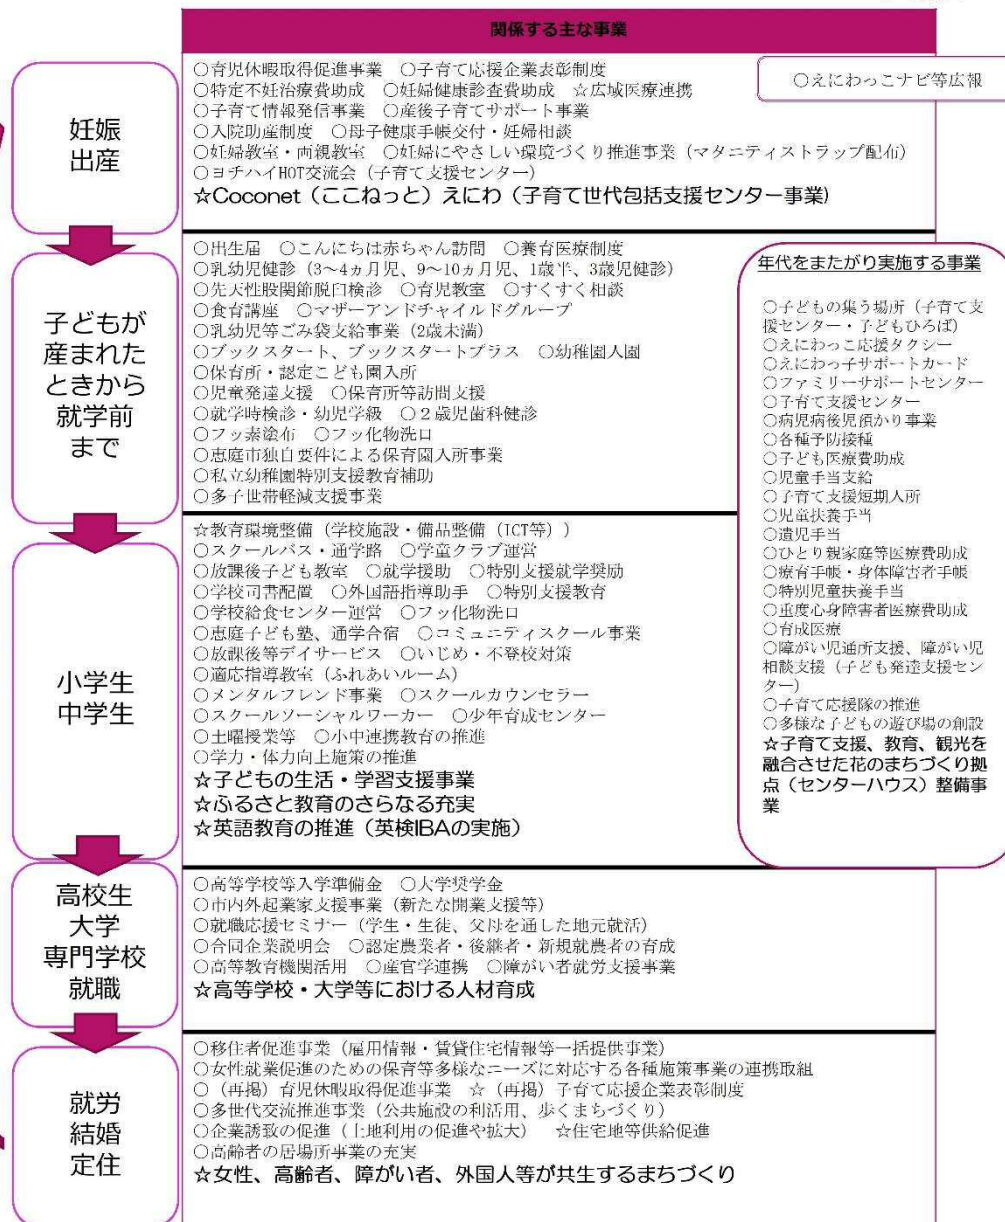 関係する主な事業
妊娠
出産
○育児休暇取得促進事業 ○子育て応援企業表彰制度
○特定不妊治療費助成 ○妊婦健康診査費助成 ☆広域医療連携
○子育て情報発信事業 ○産後子育てサポート事業
○入院助産制度 ○母子健康手帳交付・妊婦相談
○妊婦教室・両親教室 ○妊婦にやさしい環境づくり推進事業（マタニティストラップ配布）
○ヨチハイHOT交流会（子育て支援センター）
☆Coconet（ここねっと）えにわ（子育て世代包括支援センター事業）
○えにわっこナビ等広報
子どもが
産まれた
ときから
就学前
まで
○出生届 ○こんにちは赤ちゃん訪問 ○養育医療制度
○乳幼児健診（3～4ヵ月児、9～10ヵ月児、1歳半、3歳児健診）
○先天性股関節脱臼検診 ○育児教室 ○すくすく相談
○食育講座 ○マザーアンドチャイルドグループ
○乳幼児等ごみ袋支給事業（2歳未満）
○ブックスタート、ブックスタートプラス ○幼稚園入園
○保育所・認定こども園入所
○児童発達支援 ○保育所等訪問支援
○就学時検診・幼児学級 ○２歳児歯科健診
○フッ素塗布 ○フッ化物洗口
○恵庭市独自要件による保育園入所事業
○私立幼稚園特別支援教育補助
○多子世帯軽減支援事業
小学生
中学生
☆教育環境整備（学校施設・備品整備（ICT等））
○スクールバス・通学路 ○学童クラブ運営
○放課後子ども教室 ○就学援助 ○特別支援就学奨励
○学校司書配置 ○外国語指導助手 ○特別支援教育
○学校給食センター運営 ○フッ化物洗口
○恵庭子ども塾、通学合宿 ○コミュニティスクール事業
○放課後等デイサービス ○いじめ・不登校対策
○適応指導教室（ふれあいルーム）
○メンタルフレンド事業 ○スクールカウンセラー
○スクールソーシャルワーカー ○少年育成センター
○土曜授業等 ○小中連携教育の推進
○学力・体力向上施策の推進
☆子どもの生活・学習支援事業
☆ふるさと教育のさらなる充実
☆英語教育の推進（英検IBAの実施）
年代をまたがり実施する事業
○子どもの集う場所（子育て支
援センター・子どもひろば）
○えにわっこ応援タクシー
○えにわっ子サポートカード
○ファミリーサポートセンター
○子育て支援センター
○病児病後児預かり事業
○各種予防接種
○子ども医療費助成
○児童手当支給
○子育て支援短期入所
○児童扶養手当
○遺児手当
○ひとり親家庭等医療費助成
○療育手帳・身体障害者手帳
○特別児童扶養手当
○重度心身障害者医療費助成
○育成医療
○障がい児通所支援、障がい児
相談支援（子ども発達支援セン
ター）
○子育て応援隊の推進
○多様な子どもの遊び場の創設
☆子育て支援、教育、観光を
融合させた花のまちづくり拠
点（センターハウス）整備事
業
高校生
大学
専門学校
就職
○高等学校等入学準備金 ○大学奨学金
○市内外起業家支援事業（新たな開業支援等）
○就職応援セミナー（学生・生徒、父母を通した地元就活）
○合同企業説明会 ○認定農業者・後継者・新規就農者の育成
○高等教育機関活用 ○産官学連携 ○障がい者就労支援事業
☆高等学校・大学等における人材育成
就労
結婚
定住
○移住者促進事業（雇用情報・賃貸住宅情報等一括提供事業）
○女性就業促進のための保育等多様なニーズに対応する各種施策事業の連携取組
○（再掲）育児休暇取得促進事業 ☆（再掲）子育て応援企業表彰制度
○多世代交流推進事業（公共施設の利活用、歩くまちづくり）
○企業誘致の促進（土地利用の促進や拡大） ☆住宅地等供給促進
○高齢者の居場所事業の充実
☆女性、高齢者、障がい者、外国人等が共生するまちづくり